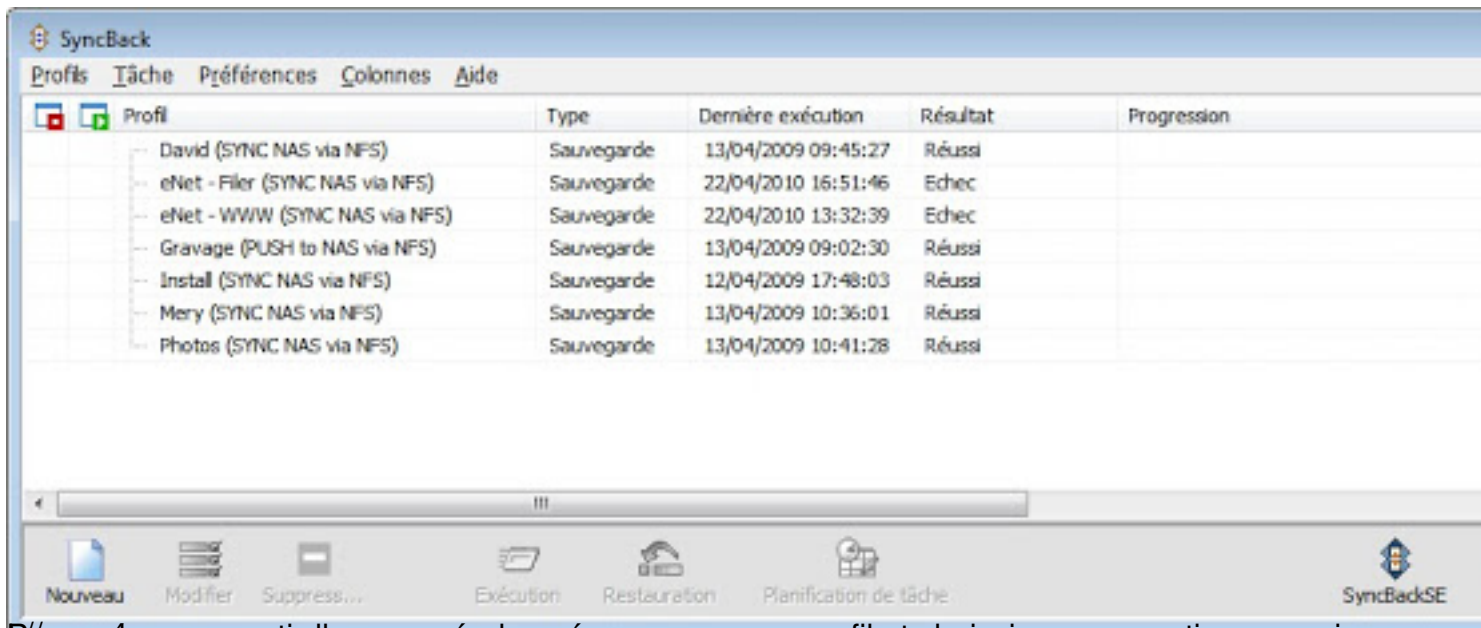 SyncBack
Profils Tâche Préférences Colonnes Aide
Profil Type Dernière exécution Résultat Progression
David (SYNC NAS via NFS) Sauvegarde 13/04/2009 09:45:27 Réussi
eNet - Filer (SYNC NAS via NFS) Sauvegarde 22/04/2010 16:51:46 Echec
eNet - WWW (SYNC NAS via NFS) Sauvegarde 22/04/2010 13:32:39 Echec
Gravage (PUSH to NAS via NFS) Sauvegarde 13/04/2009 09:02:30 Réussi
Install (SYNC NAS via NFS) Sauvegarde 12/04/2009 17:48:03 Réussi
Mery (SYNC NAS via NFS) Sauvegarde 13/04/2009 10:36:01 Réussi
Photos (SYNC NAS via NFS) Sauvegarde 13/04/2009 10:41:28 Réussi
Nouveau Modifier Suppress... Exécution Restauration Planification de tâche SyncBackSE